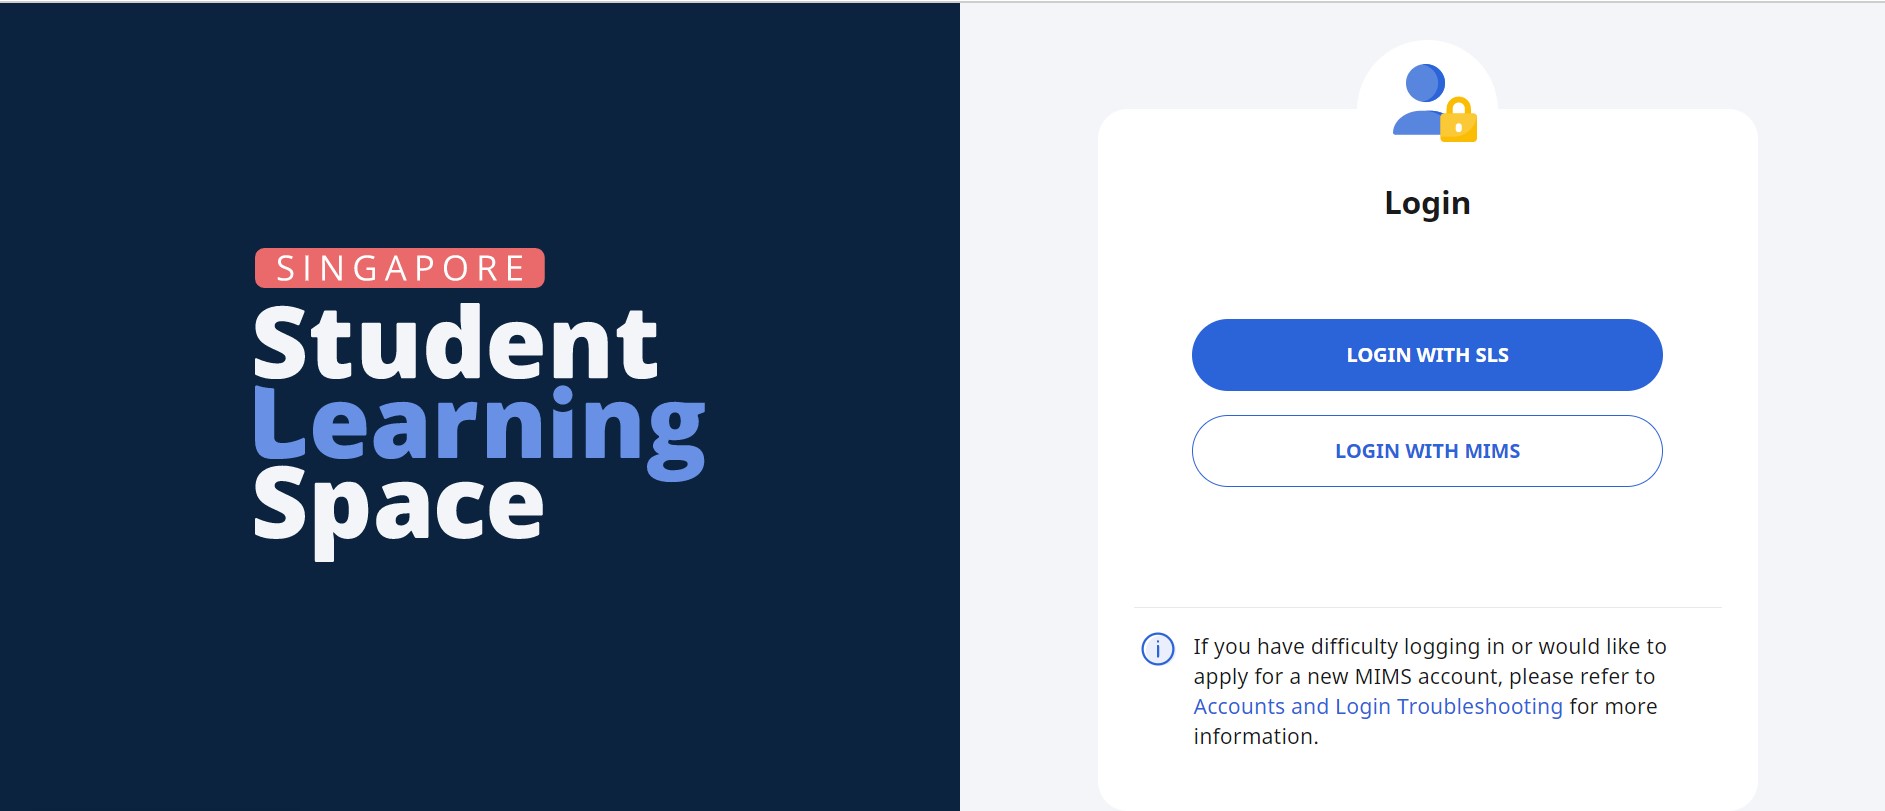 SINGAPORE
Student
Learning
Space
Login
LOGIN WITH SLS
LOGIN WITH MIMS
If you have difficulty logging in or would like to
apply for a new MIMS account, please refer to
Accounts and Login Troubleshooting for more
information.